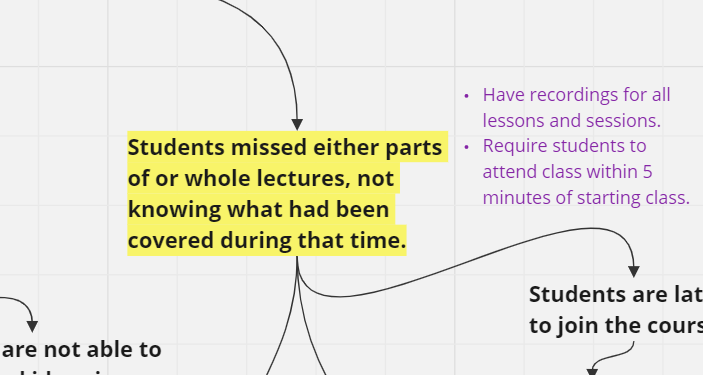 Students missed either parts
of or whole lectures, not
knowing what had been
covered during that time.
• Have recordings for all
lessons and sessions.
• Require students to
attend class within 5
minutes of starting class.
Students are lat
to join the cours
are not able to